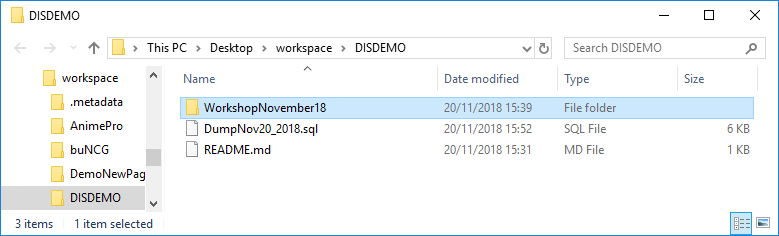 DISDEMO
This PC > Desktop > workspace > DISDEMO
Search DISDEMO
workspace
.metadata
AnimePro
buNCG
DemoNewPag
DISDEMO
Name Date modified Type Size
WorkshopNovember18 20/11/2018 15:39 File folder
DumpNov20_2018.sql 20/11/2018 15:52 SQL File 6 KB
README.md 20/11/2018 15:31 MD File 1 KB
3 items 1 item selected